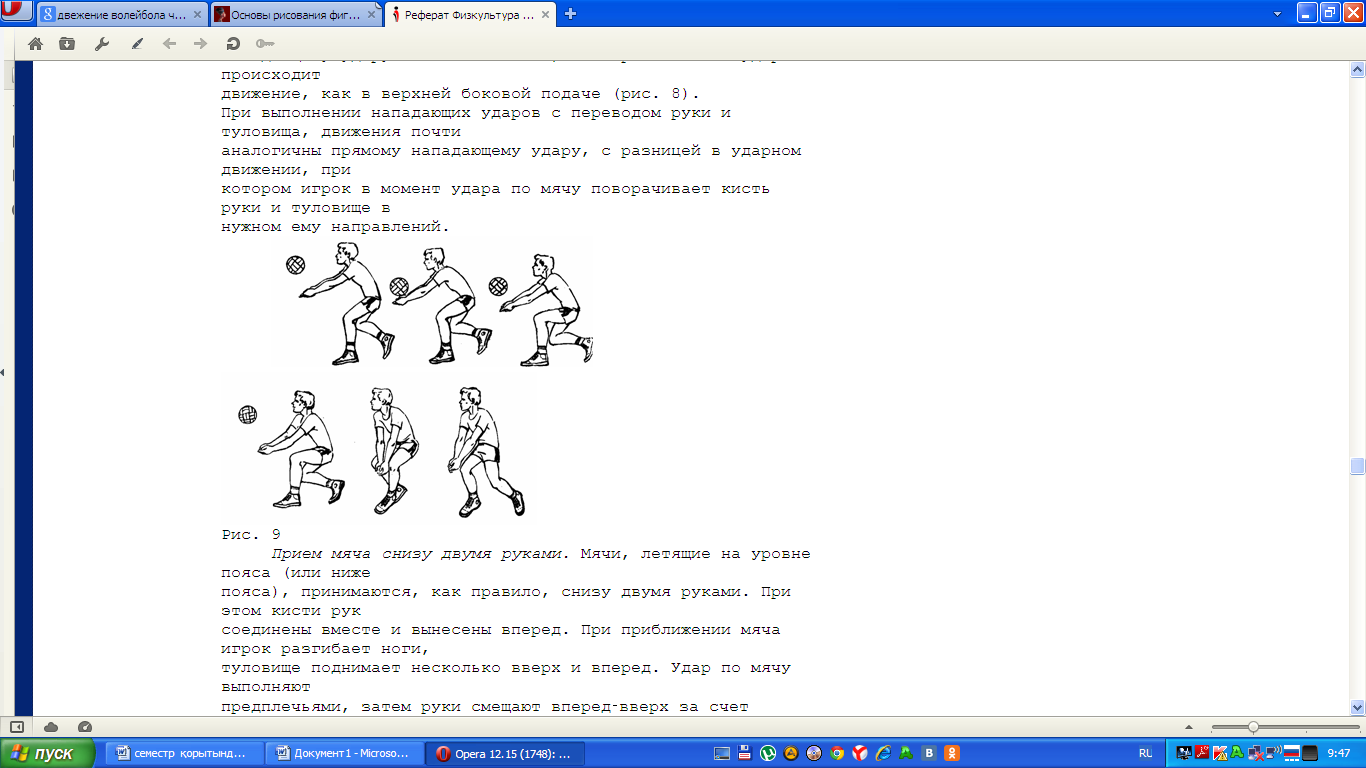 двежение волейбола ч...
Основы рисования фиг...
Реферат Физкультура ...
происходит
движение, как в верхней боковой подаче (рис. 8).
При выполнении нападающих ударов с переводом руки и
туловища, движения почти
аналогичны прямому нападающему удару, с разницей в ударном
движении, при
котором игрок в момент удара по мячу поворачивает кисть
руки и туловище в
нужном ему направлений.
Рис. 9
Прием мяча снизу двумя руками. Мячи, летящие на уровне
пояса (или ниже
пояса), принимаются, как правило, снизу двумя руками. При
этом кисти рук
соединены вместе и вынесены вперед. При приближении мяча
игрок разгибает ноги,
туловище поднимает несколько вверх и вперед. Удар по мячу
выполняют
предплечьями, затем руки смещают вперед-вверх за счет
пуск
семестр қорытынд...
Документ1 - Microso...
Opera 12.15 (1748): ...
RU
9:47